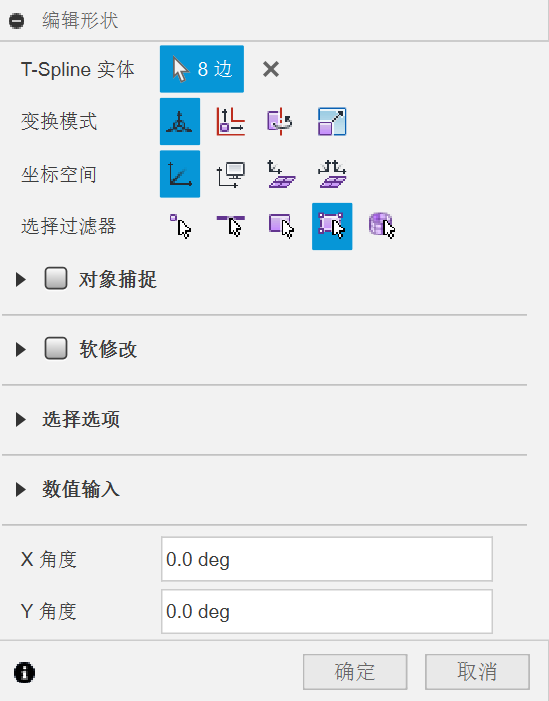 编辑形状
T-Spline 实体 8 边
变换模式
坐标空间
选择过滤器
对象捕捉
软修改
选择选项
数值输入
X 角度 0.0 deg
Y 角度 0.0 deg
确定 取消